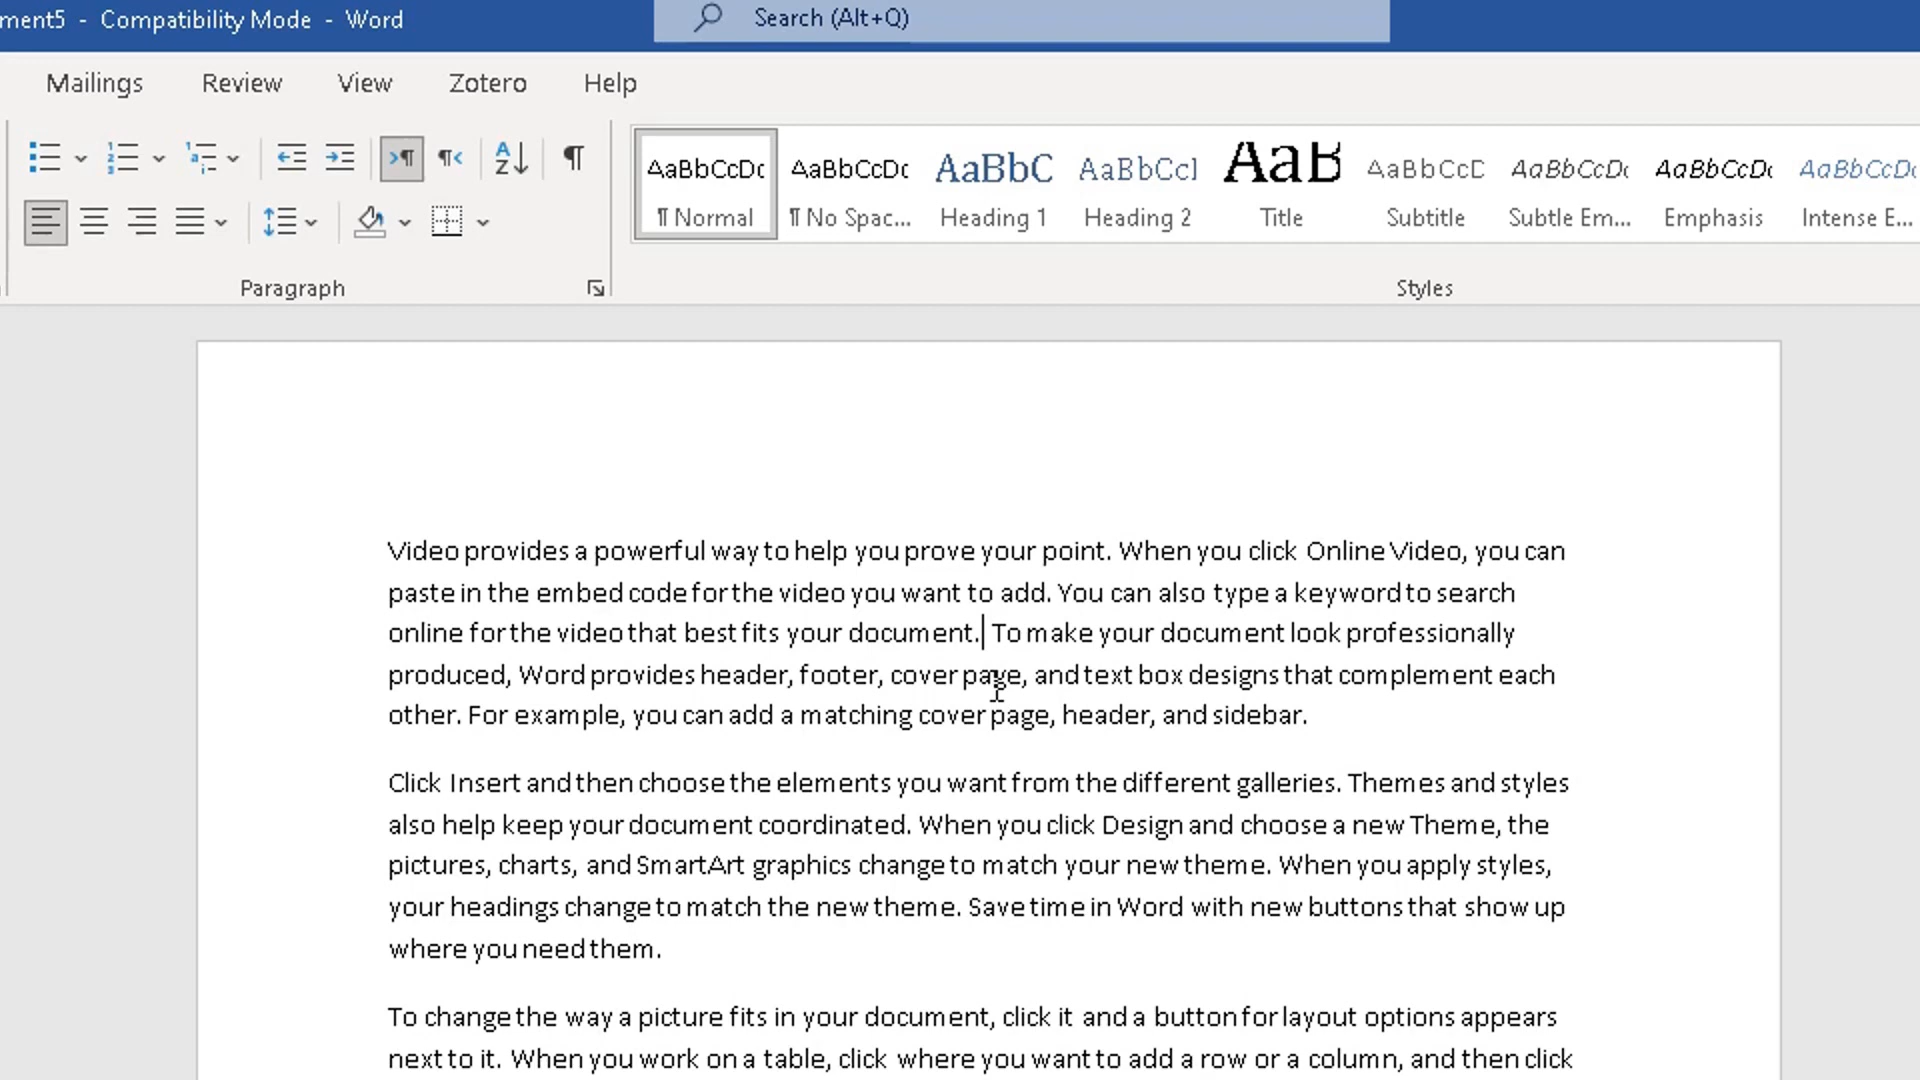 ment5 - Compatibility Mode - Word
Search (Alt+Q)
Mailings Review View Zotero Help
AaBbCcDc AaBbCcDc AaBbC AaBbCcI AaB AaBbCcD AaBbCcDc AaBbCcDc AaBbCcDc
¶ Normal ¶ No Spac... Heading 1 Heading 2 Title Subtitle Subtle Em... Emphasis Intense E...
Paragraph Styles
Video provides a powerful way to help you prove your point. When you click Online Video, you can
paste in the embed code for the video you want to add. You can also type a keyword to search
online for the video that best fits your document. To make your document look professionally
produced, Word provides header, footer, cover page, and text box designs that complement each
other. For example, you can add a matching cover page, header, and sidebar.
Click Insert and then choose the elements you want from the different galleries. Themes and styles
also help keep your document coordinated. When you click Design and choose a new Theme, the
pictures, charts, and SmartArt graphics change to match your new theme. When you apply styles,
your headings change to match the new theme. Save time in Word with new buttons that show up
where you need them.
To change the way a picture fits in your document, click it and a button for layout options appears
next to it. When you work on a table, click where you want to add a row or a column, and then click